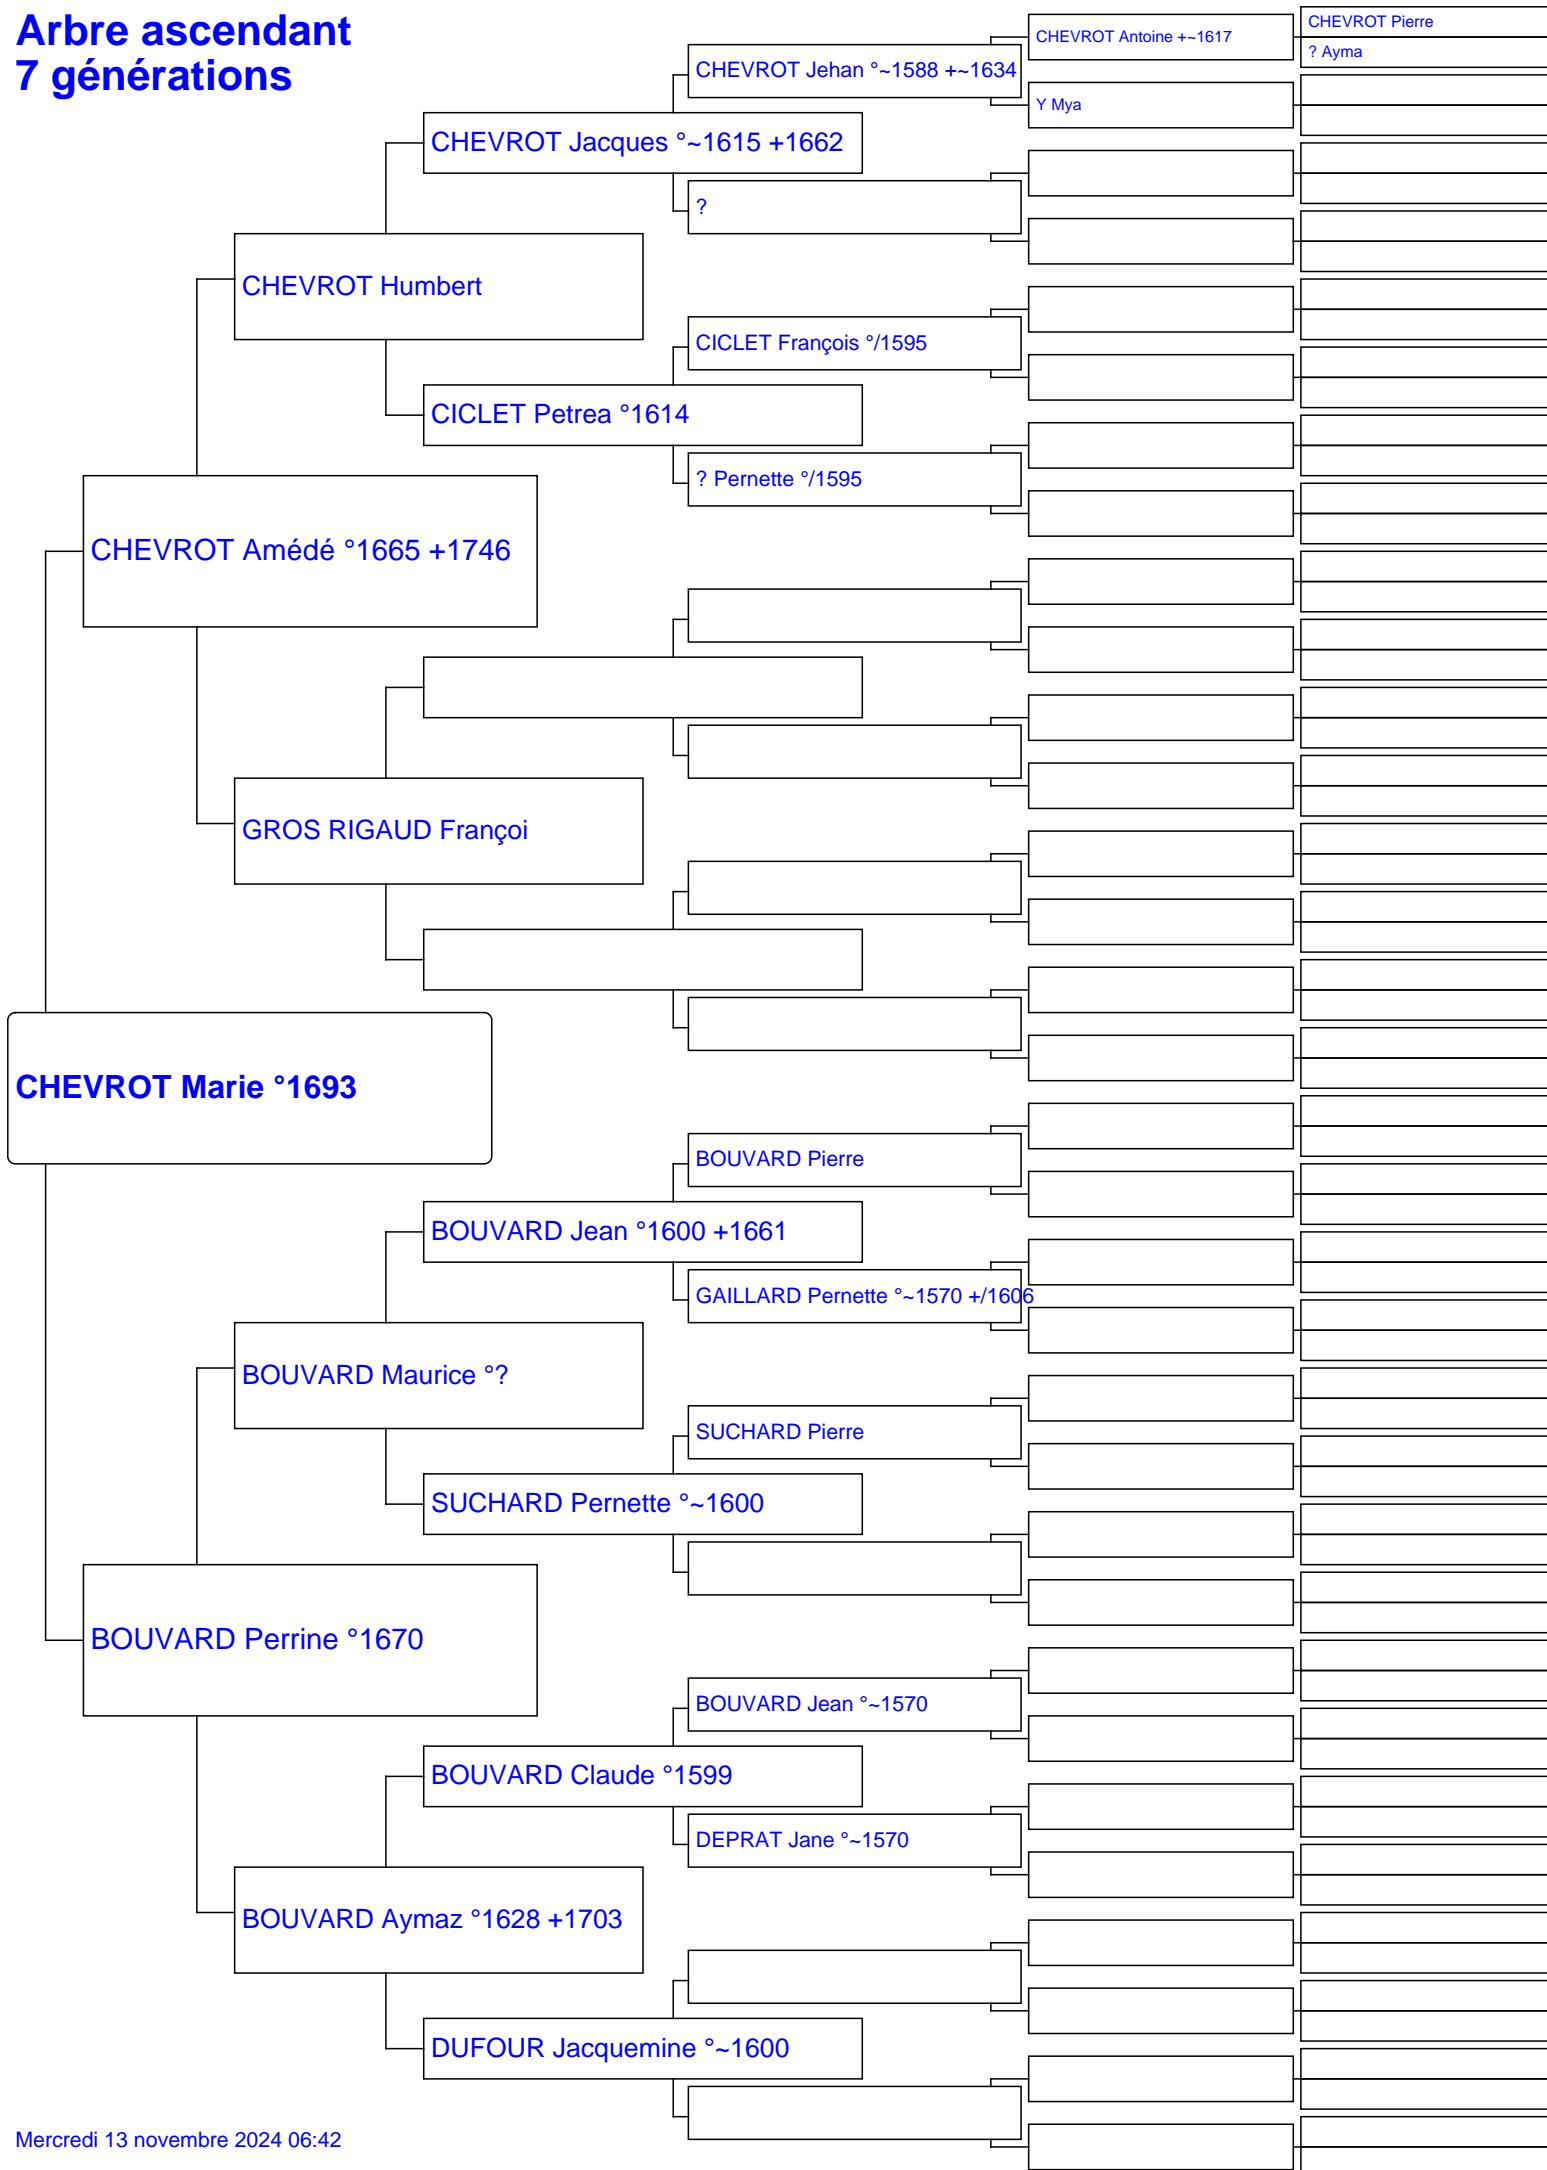 Arbre ascendant
7 générations
CHEVROT Pierre
CHEVROT Antoine +~1617
? Ayma
CHEVROT Jehan °~1588 +~1634
Y Mya
CHEVROT Jacques °~1615 +1662
?
CHEVROT Humbert
CICLET François °/1595
CICLET Petrea °1614
? Pernette °/1595
CHEVROT Amédé °1665 +1746
GROS RIGAUD Françoi
CHEVROT Marie °1693
BOUVARD Pierre
BOUVARD Jean °1600 +1661
GAILLARD Pernette °~1570 +/1606
BOUVARD Maurice °?
SUCHARD Pierre
SUCHARD Pernette °~1600
BOUVARD Perrine °1670
BOUVARD Jean °~1570
BOUVARD Claude °1599
DEPRAT Jane °~1570
BOUVARD Aymaz °1628 +1703
DUFOUR Jacquemine °~1600
Mercredi 13 novembre 2024 06:42